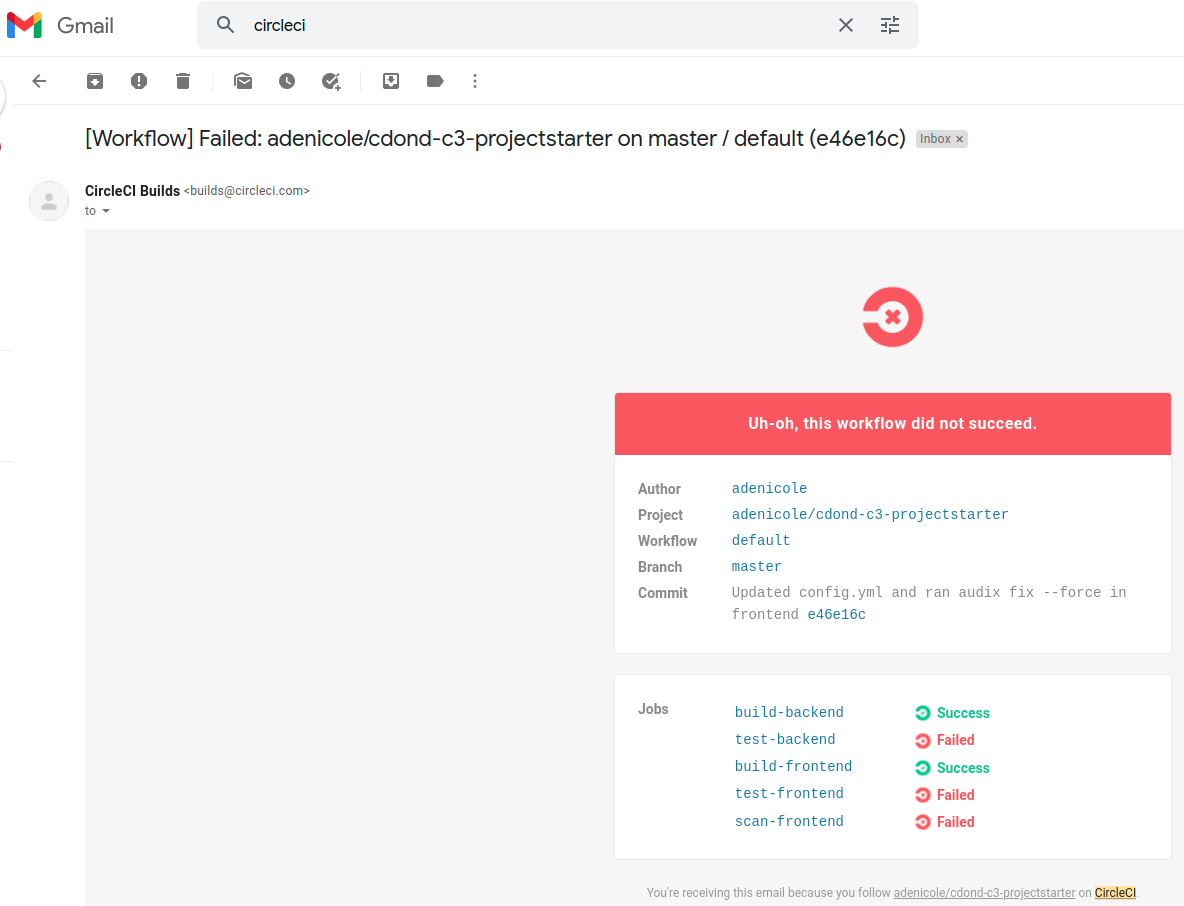 Gmail
circleci
[Workflow] Failed: adenicole/cdond-c3-projectstarter on master / default (e46e16c) Inbox ×
CircleCI Builds <builds@circleci.com>
to
Uh-oh, this workflow did not succeed.
Author adenicole
Project adenicole/cdond-c3-projectstarter
Workflow default
Branch master
Commit Updated config.yml and ran audix fix --force in
frontend e46e16c
Jobs build-backend Success
test-backend Failed
build-frontend Success
test-frontend Failed
scan-frontend Failed
You're receiving this email because you follow adenicole/cdond-c3-projectstarter on CircleCI.